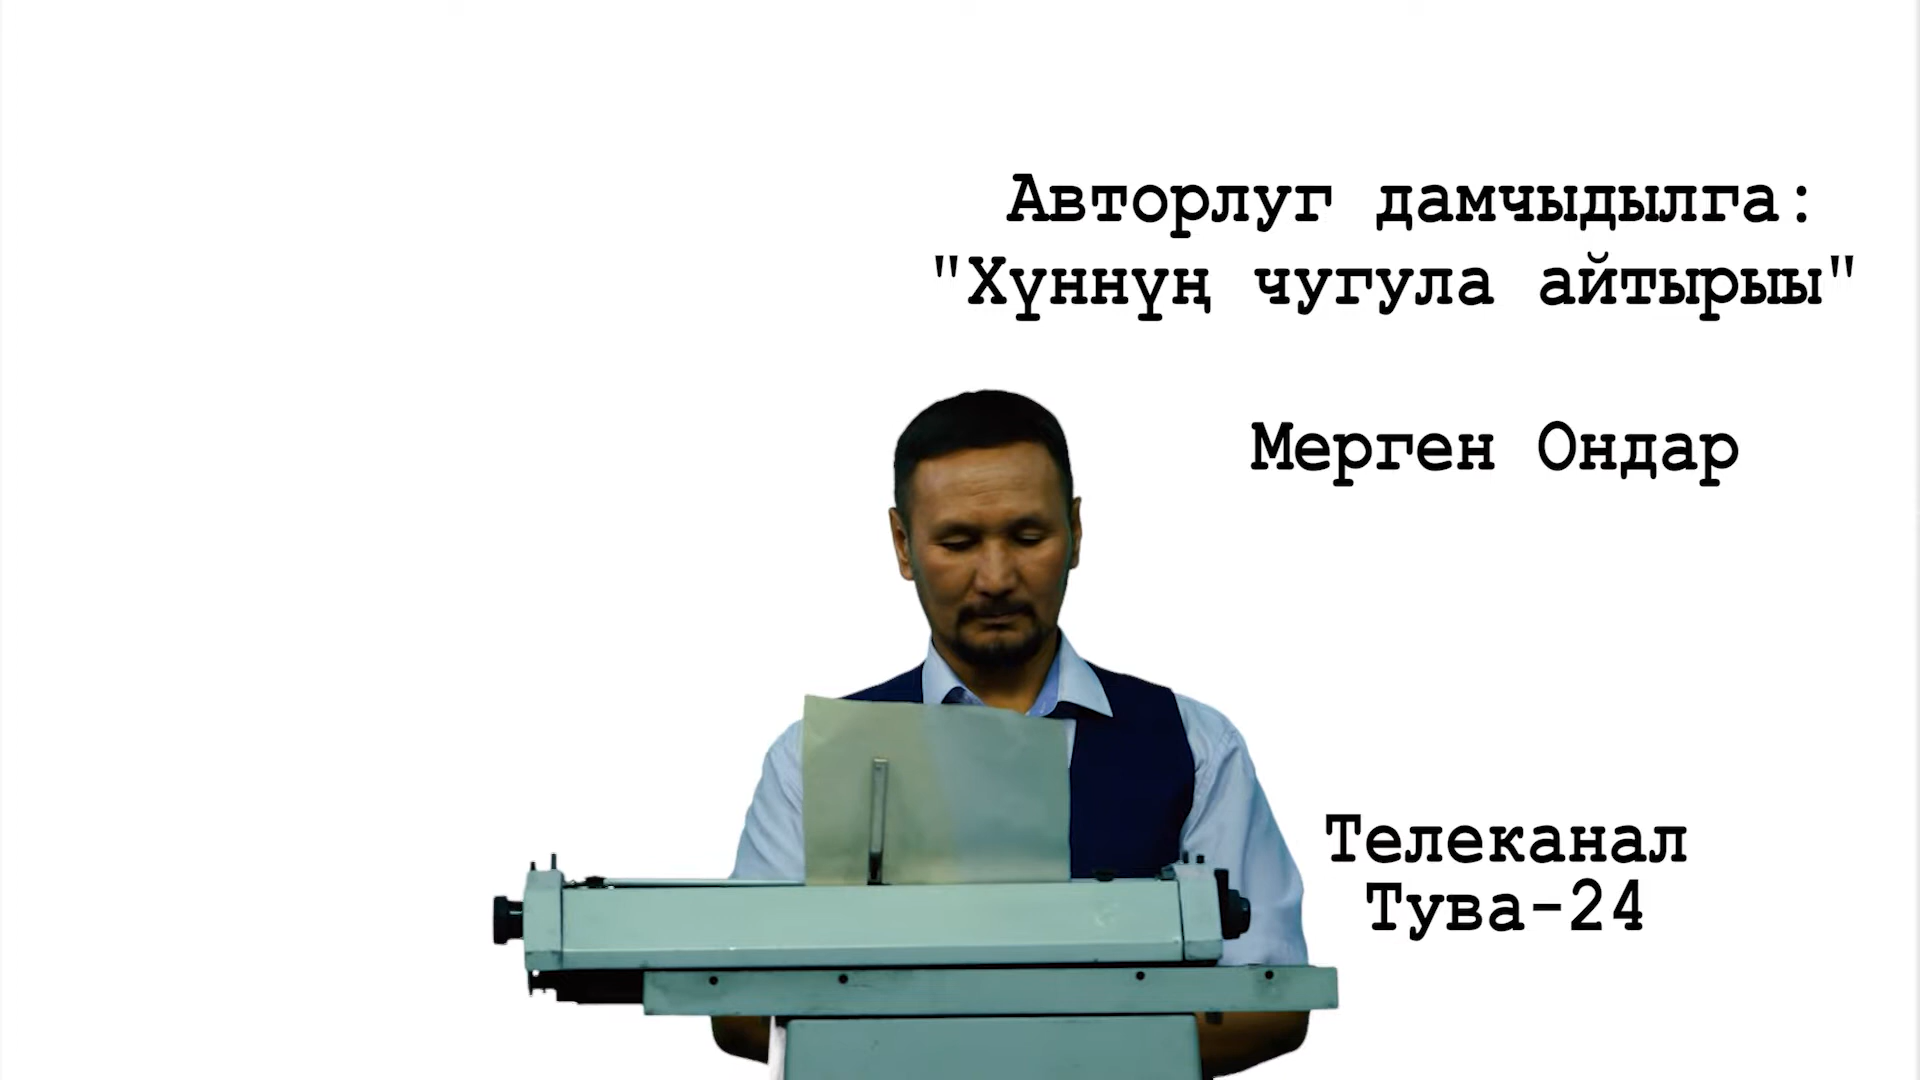 Авторлуг дамчыдылга:
"Хүннүң чугула айтырыы"
Мерген Ондар
Телеканал
Тува-24